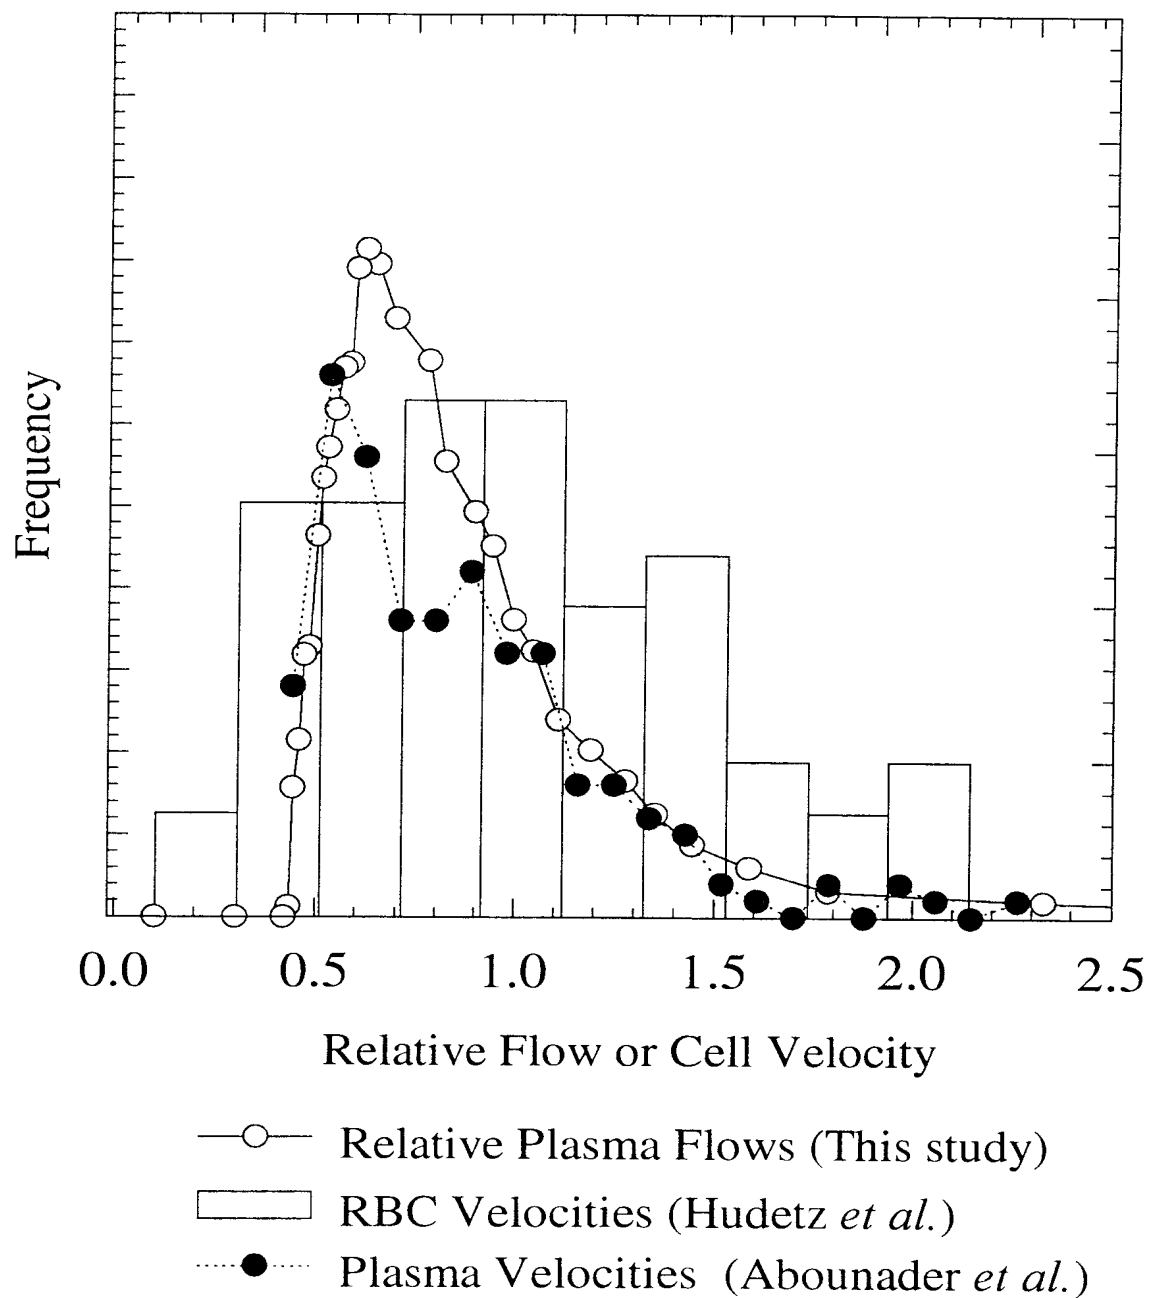 Frequency
0.0 0.5 1.0 1.5 2.0 2.5
Relative Flow or Cell Velocity
Relative Plasma Flows (This study)
RBC Velocities (Hudetz et al.)
Plasma Velocities (Abounader et al.)